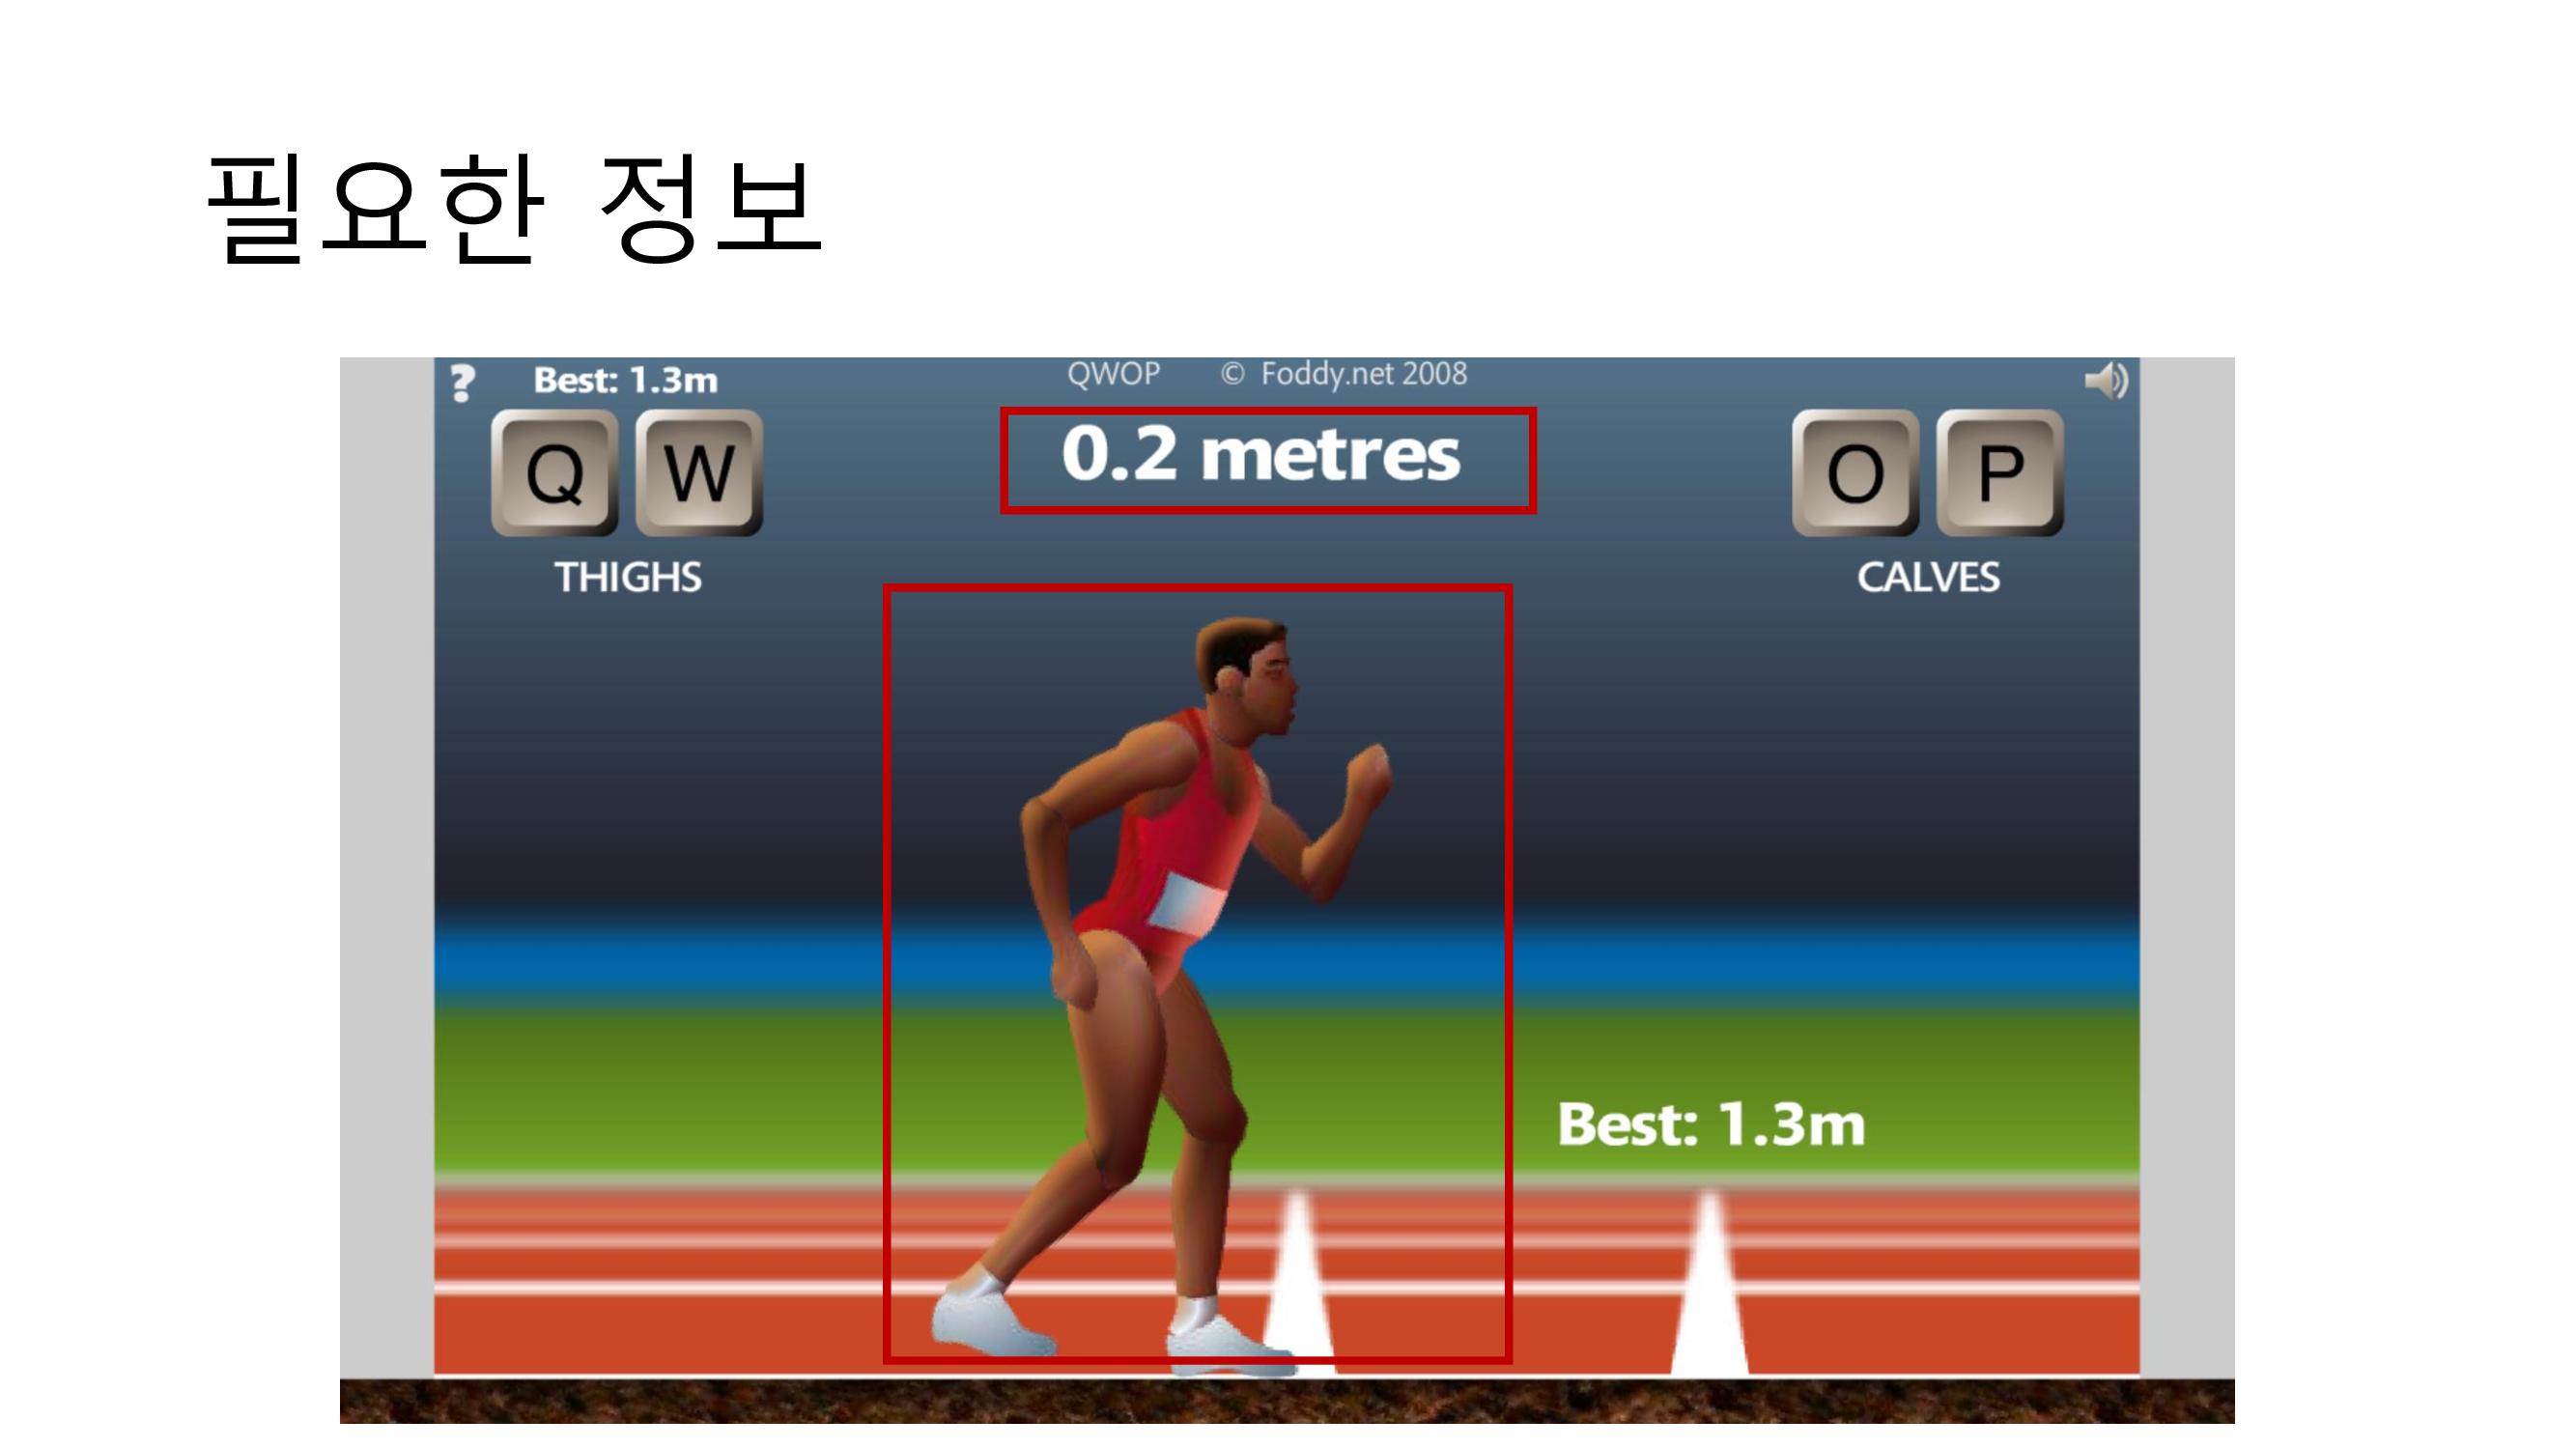 필요한 정보
? Best: 1.3m QWOP © Foddy.net 2008
Q W 0.2 metres O P
THIGHS CALVES
Best: 1.3m